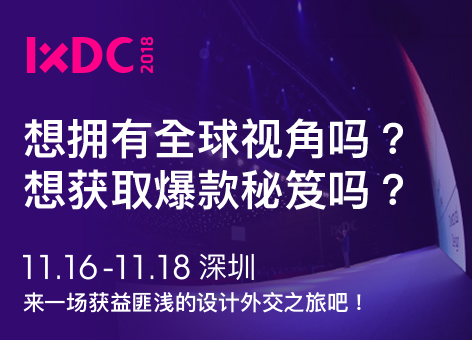 IXDC 2018
想拥有全球视角吗？
想获取爆款秘笈吗？
11.16-11.18 深圳
来一场获益匪浅的设计外交之旅吧！